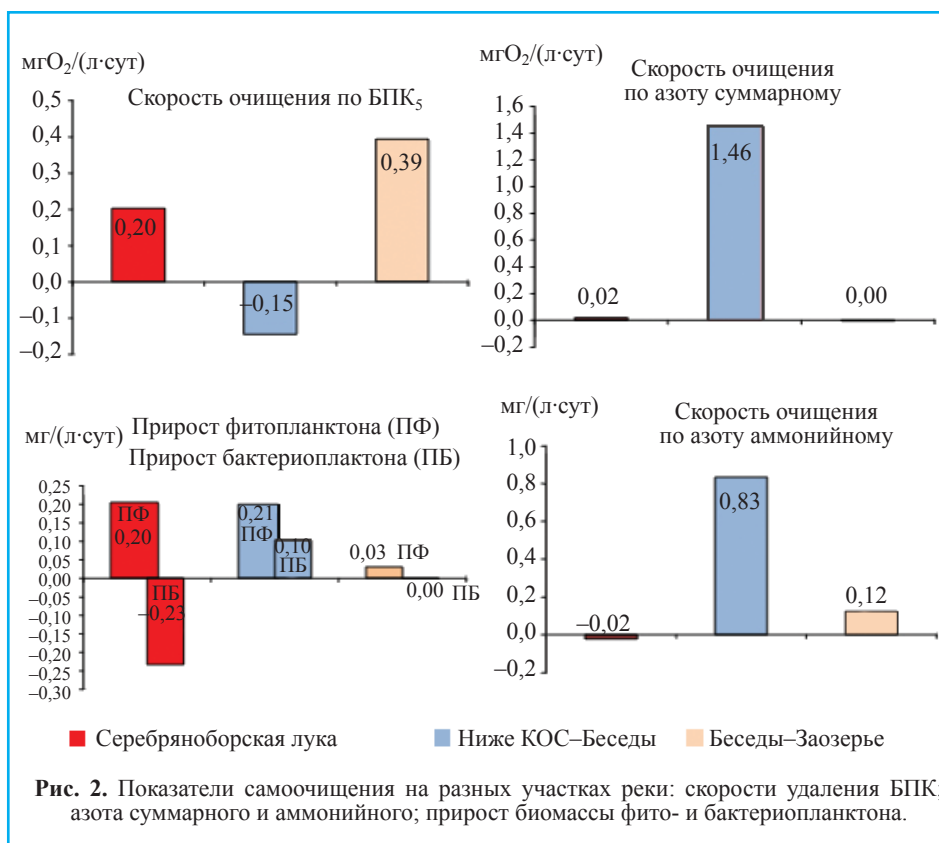 мгO₂/(л·сут)
Скорость очищения по БПК₅
0,5
0,4
0,3
0,2
0,1
0,0
–0,1
–0,2
0,20
–0,15
0,39
мгO₂/(л·сут)
Скорость очищения
по азоту суммарному
1,6
1,4
1,2
1,0
0,8
0,6
0,4
0,2
0,0
–0,2
0,02
1,46
0,00
мг/(л·сут)
Прирост фитопланктона (ПФ)
Прирост бактериоплактона (ПБ)
0,25
0,20
0,15
0,10
0,05
0,00
–0,05
–0,10
–0,15
–0,20
–0,25
–0,30
ПФ
0,20
ПБ
–0,23
0,21
ПФ
0,10
ПБ
0,03 ПФ
0,00 ПБ
мг/(л·сут)
Скорость очищения
по азоту аммонийному
1,0
0,8
0,6
0,4
0,2
0,0
–0,2
–0,02
0,83
0,12
Серебряноборская лука
Ниже КОС–Беседы
Беседы–Заозерье
Рис. 2. Показатели самоочищения на разных участках реки: скорости удаления БПК,
азота суммарного и аммонийного; прирост биомассы фито- и бактериопланктона.